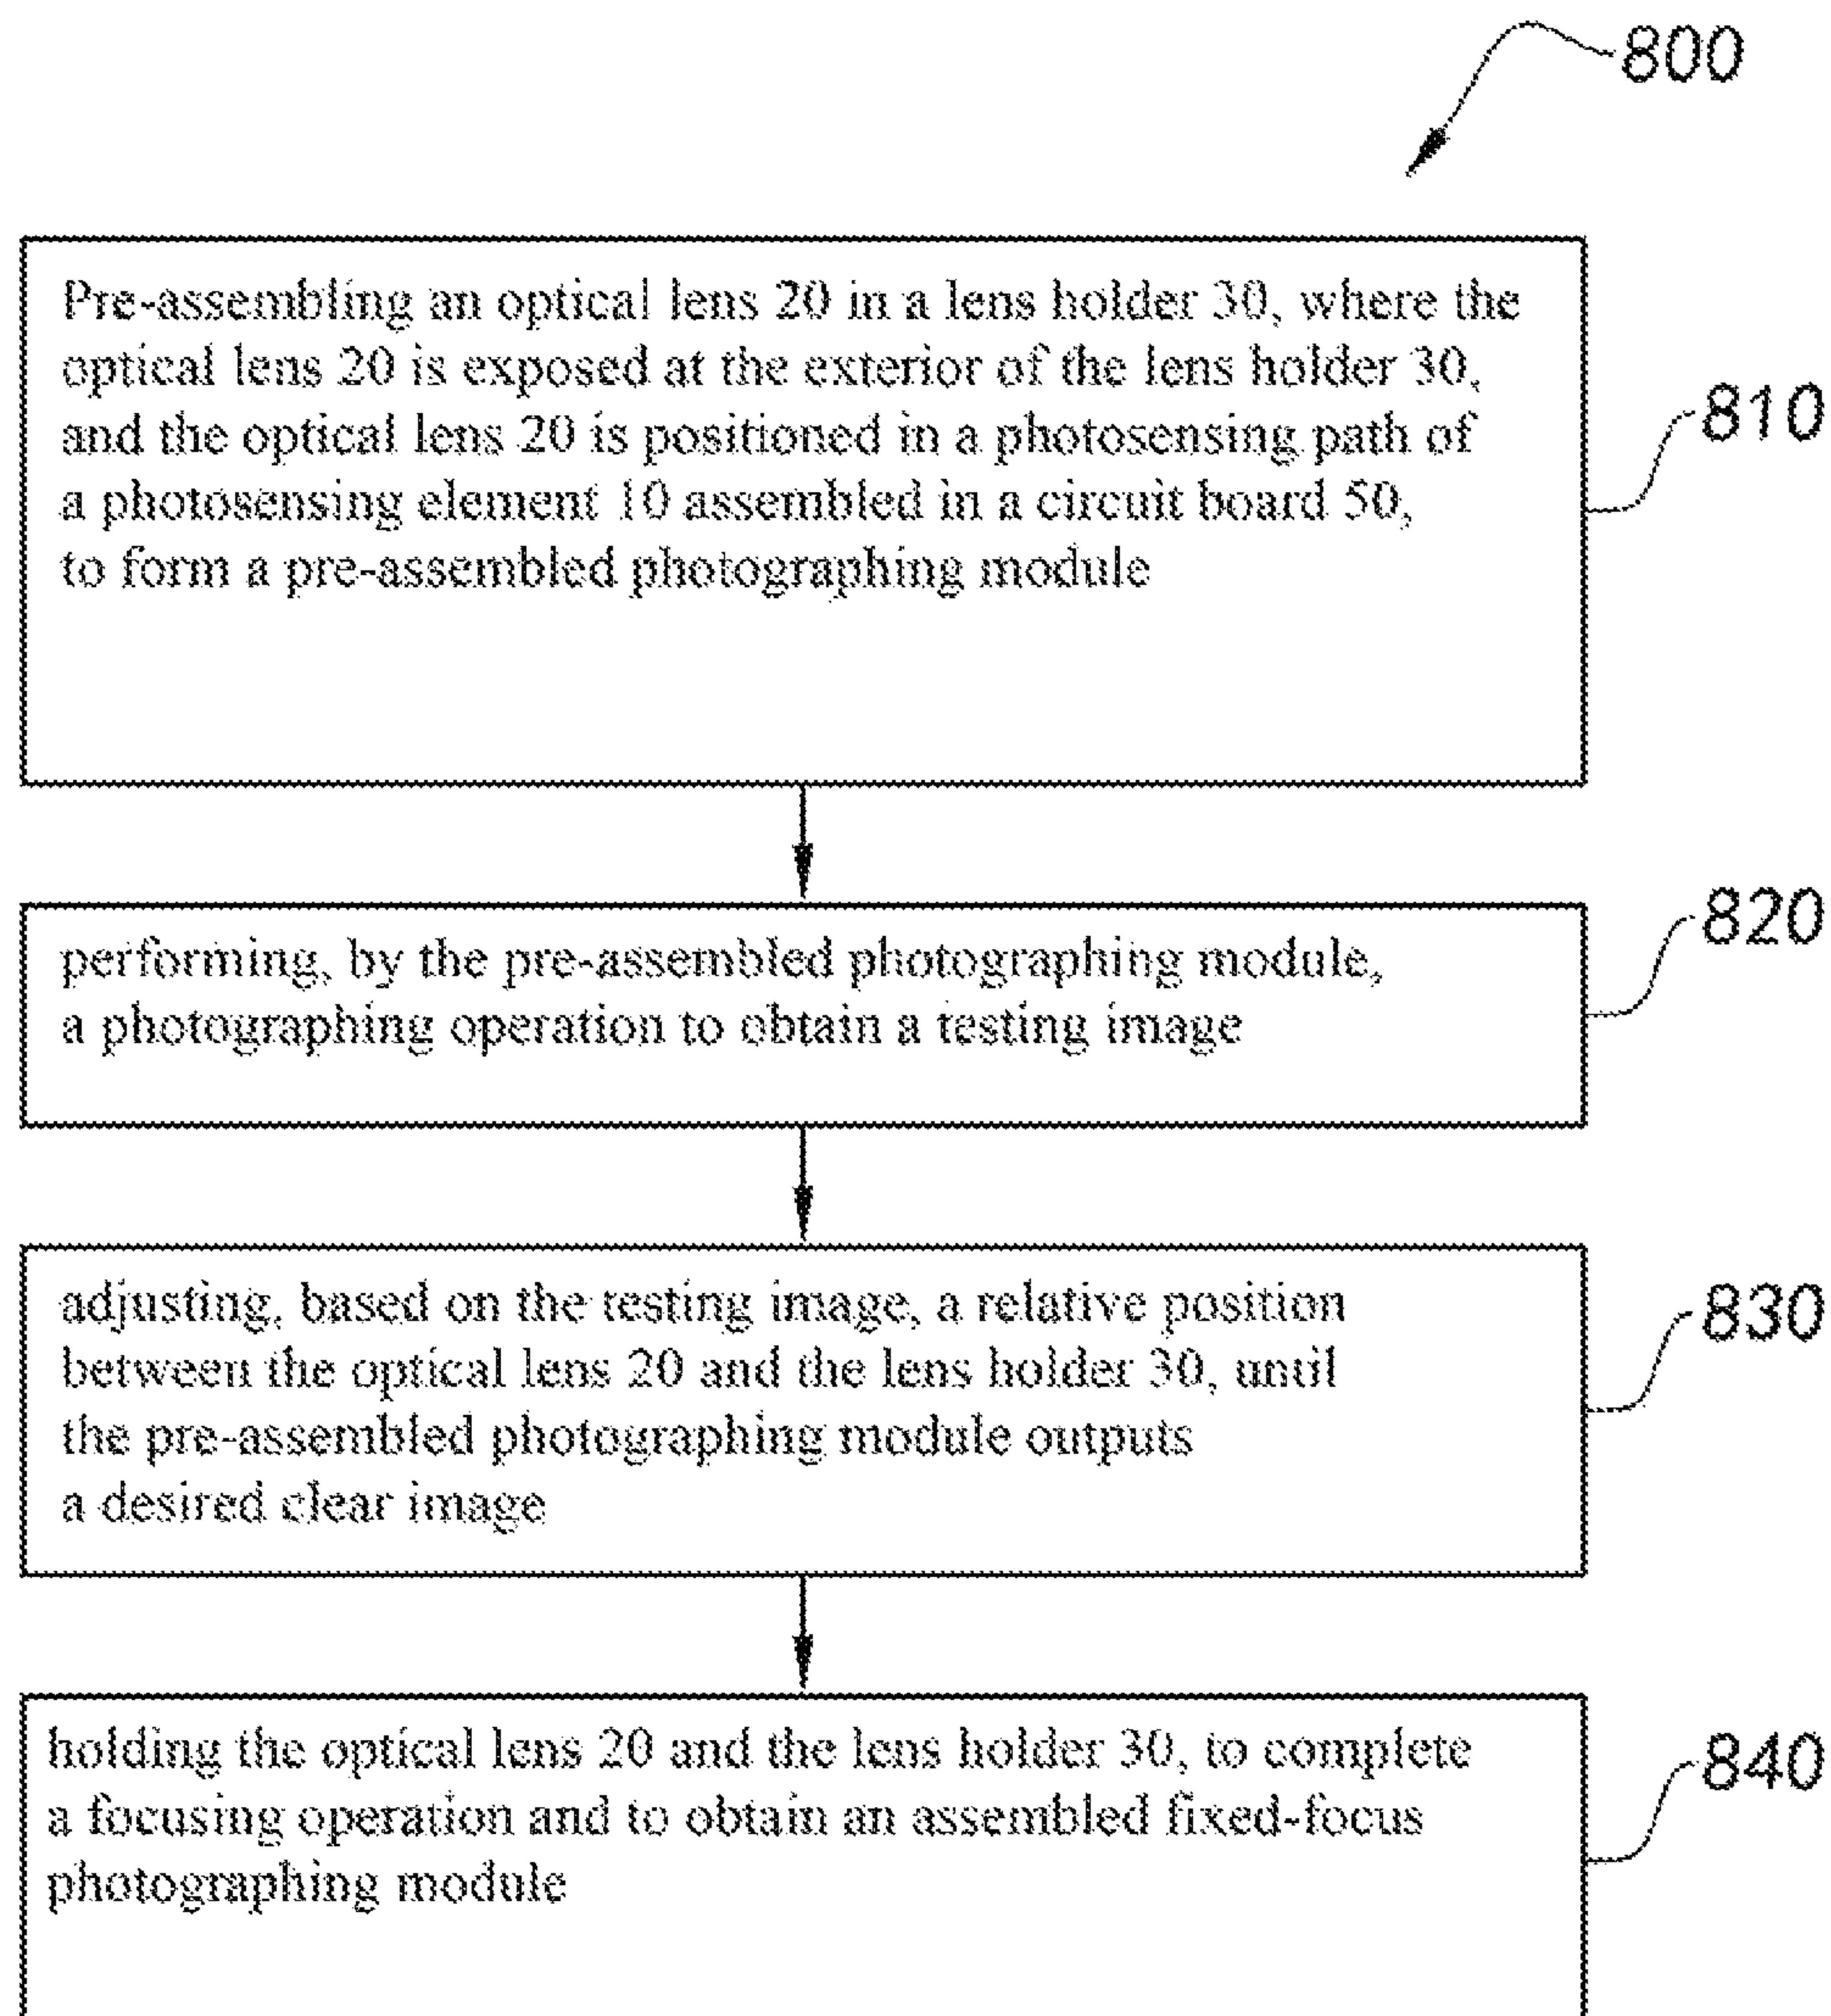 800
Pre-assembling an optical lens 20 in a lens holder 30, where the
optical lens 20 is exposed at the exterior of the lens holder 30,
and the optical lens 20 is positioned in a photosensing path of
a photosensing element 10 assembled in a circuit board 50,
to form a pre-assembled photographing module
810
performing, by the pre-assembled photographing module,
a photographing operation to obtain a testing image
820
adjusting, based on the testing image, a relative position
between the optical lens 20 and the lens holder 30, until
the pre-assembled photographing module outputs
a desired clear image
830
holding the optical lens 20 and the lens holder 30, to complete
a focusing operation and to obtain an assembled fixed-focus
photographing module
840